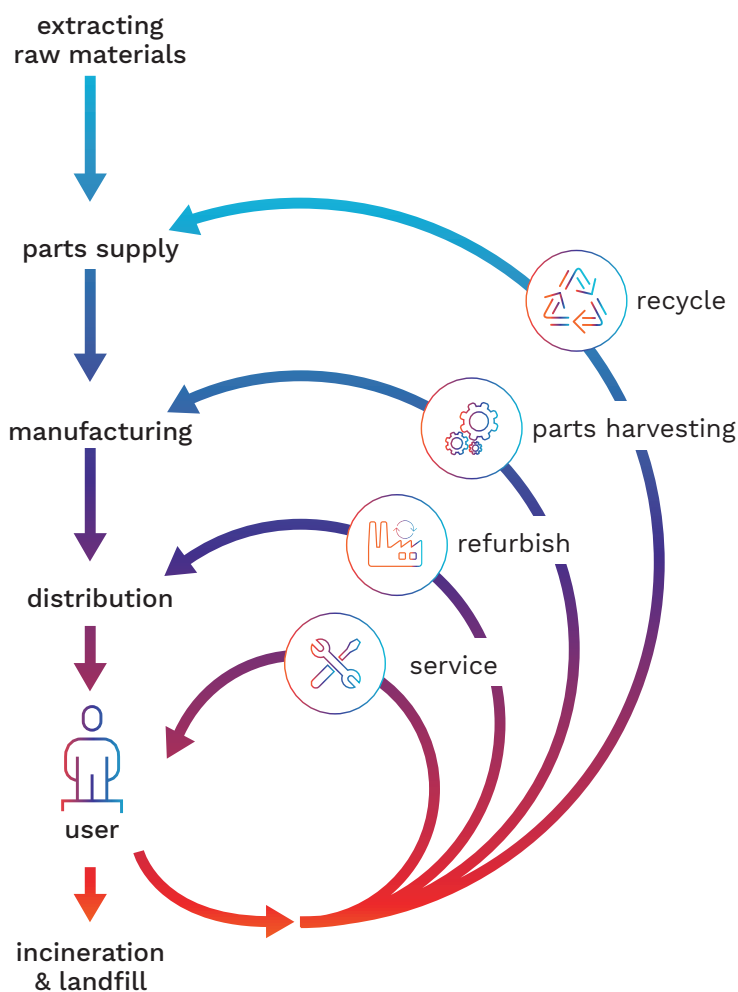 extracting
raw materials
parts supply
recycle
manufacturing
parts harvesting
refurbish
distribution
service
user
incineration
& landfill